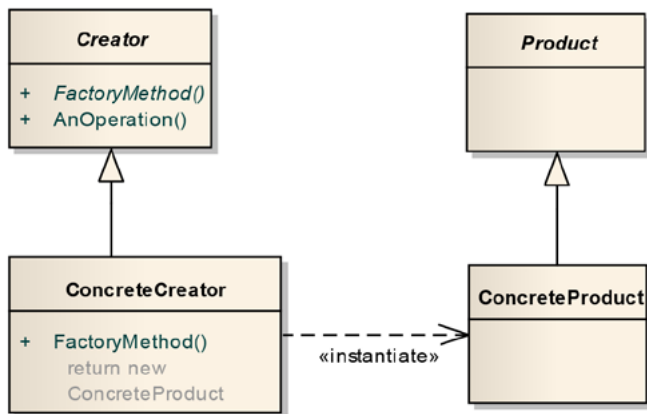 Creator
+ FactoryMethod()
+ AnOperation()
Product
ConcreteCreator
+ FactoryMethod()
return new
ConcreteProduct
«instantiate»
ConcreteProduct